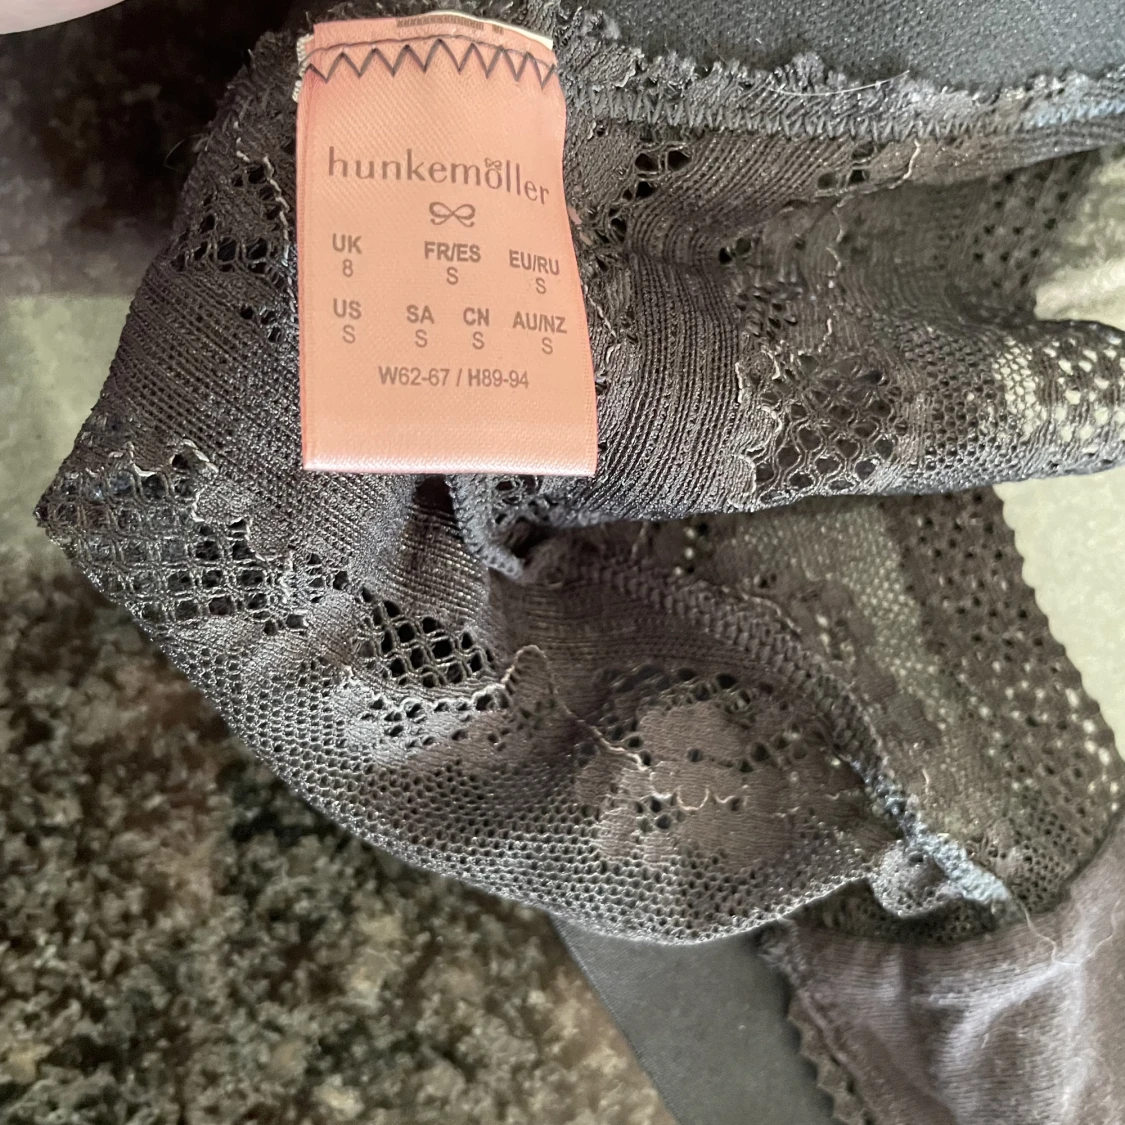 hunkemöller
UK FR/ES EU/RU
8 S S
US SA CN AU/NZ
S S S S
W62-67 / H89-94